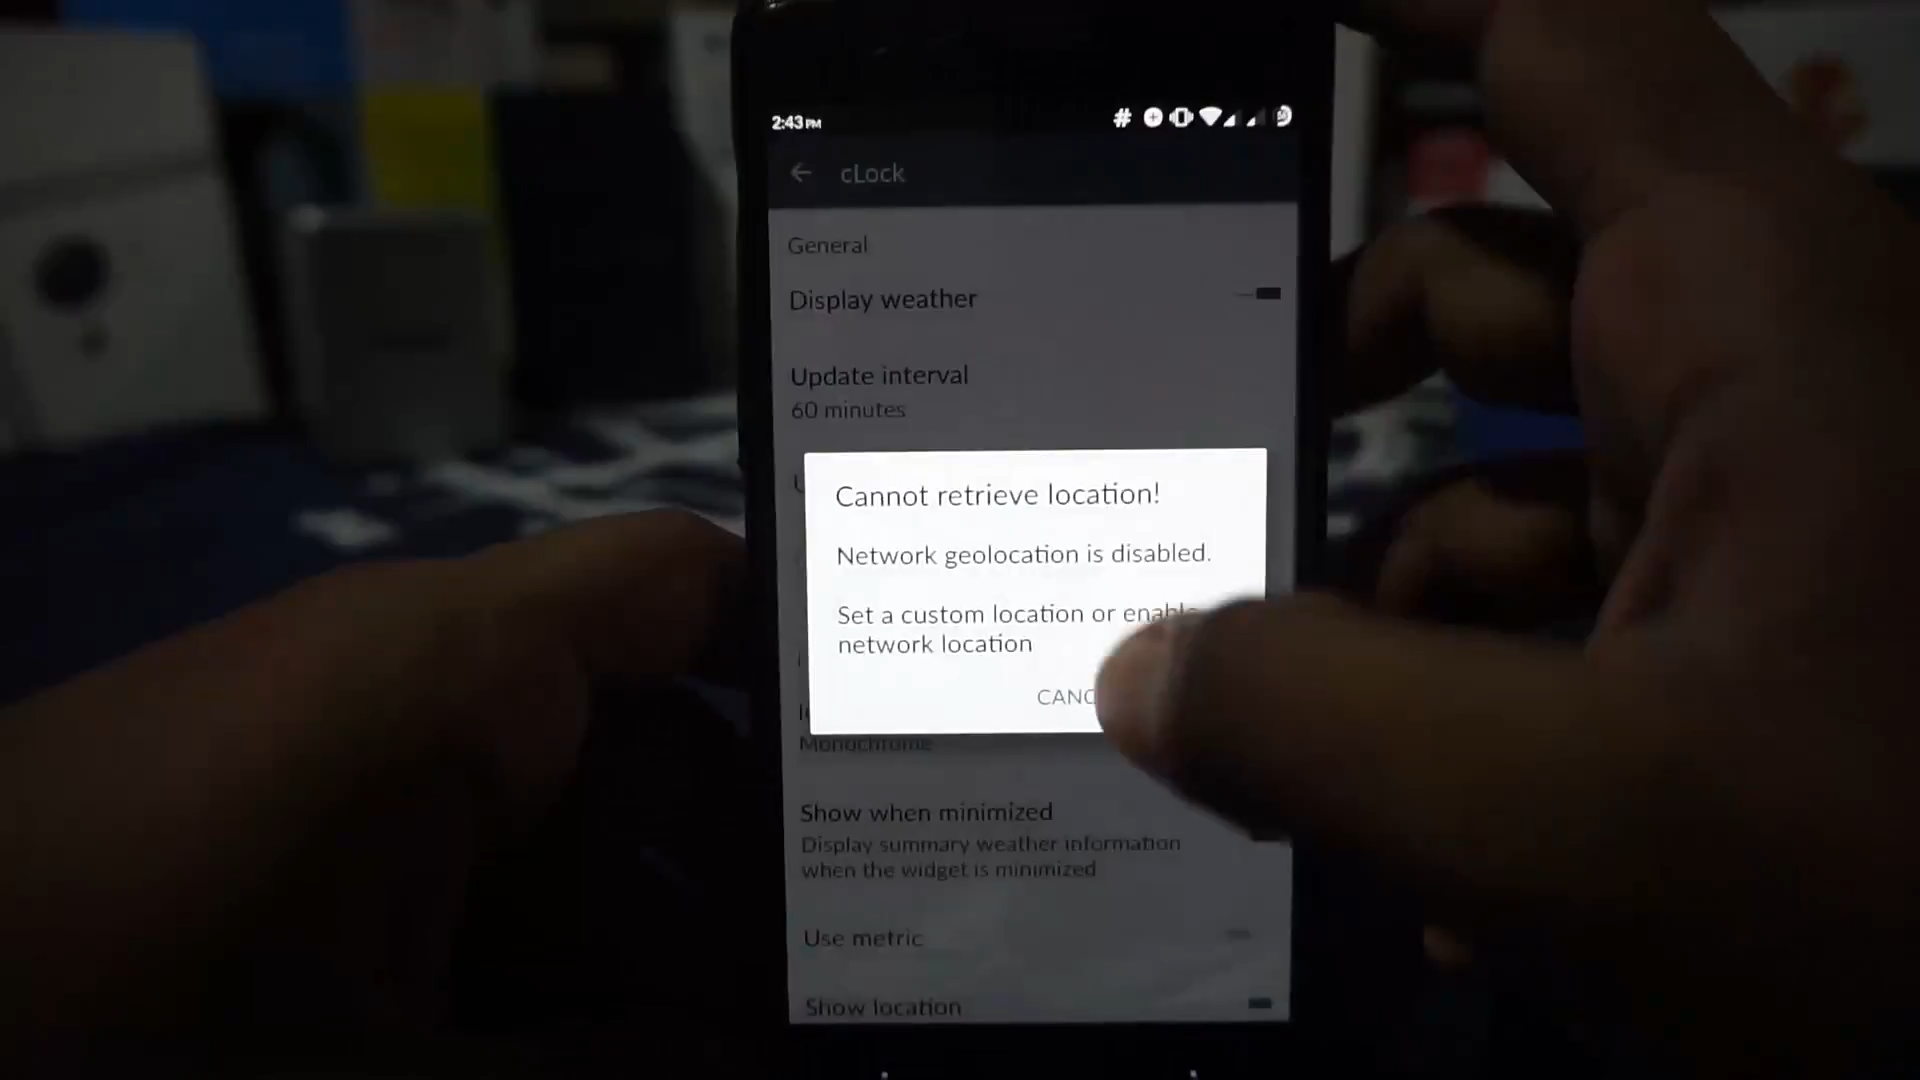 2:43 PM
cLock
General
Display weather
Update interval
60 minutes
Cannot retrieve location!
Network geolocation is disabled.
Set a custom location or enable
network location
Monochrome
Show when minimized
Display summary weather information
when the widget is minimized
Use metric
Show location